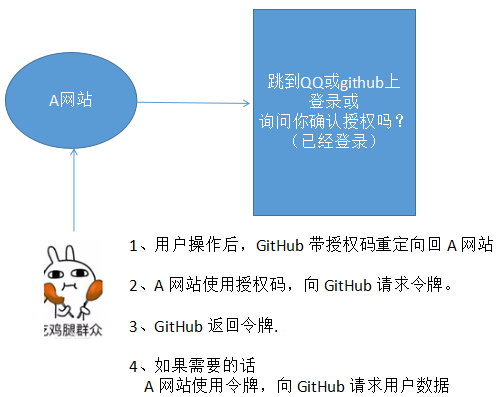 A网站
跳到QQ或github上
登录或
询问你确认授权吗？
（已经登录）
1、用户操作后，GitHub 带授权码重定向回 A 网站
2、A 网站使用授权码，向 GitHub 请求令牌。
3、GitHub 返回令牌.
4、如果需要的话
A 网站使用令牌，向 GitHub 请求用户数据
吃鸡腿群众